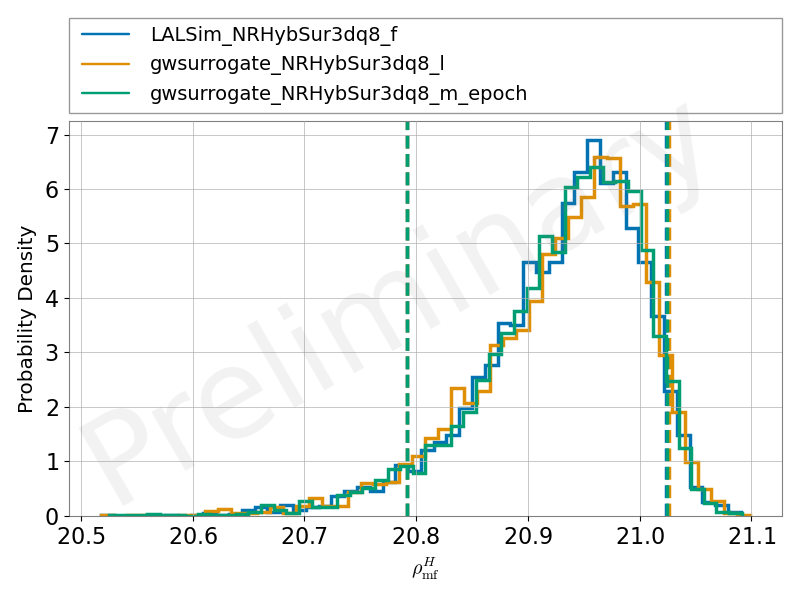 LALSim_NRHybSur3dq8_f
gwsurrogate_NRHybSur3dq8_l
gwsurrogate_NRHybSur3dq8_m_epoch
Preliminary
Probability Density
7
6
5
4
3
2
1
0
20.5 20.6 20.7 20.8 20.9 21.0 21.1
ρ_mf^H